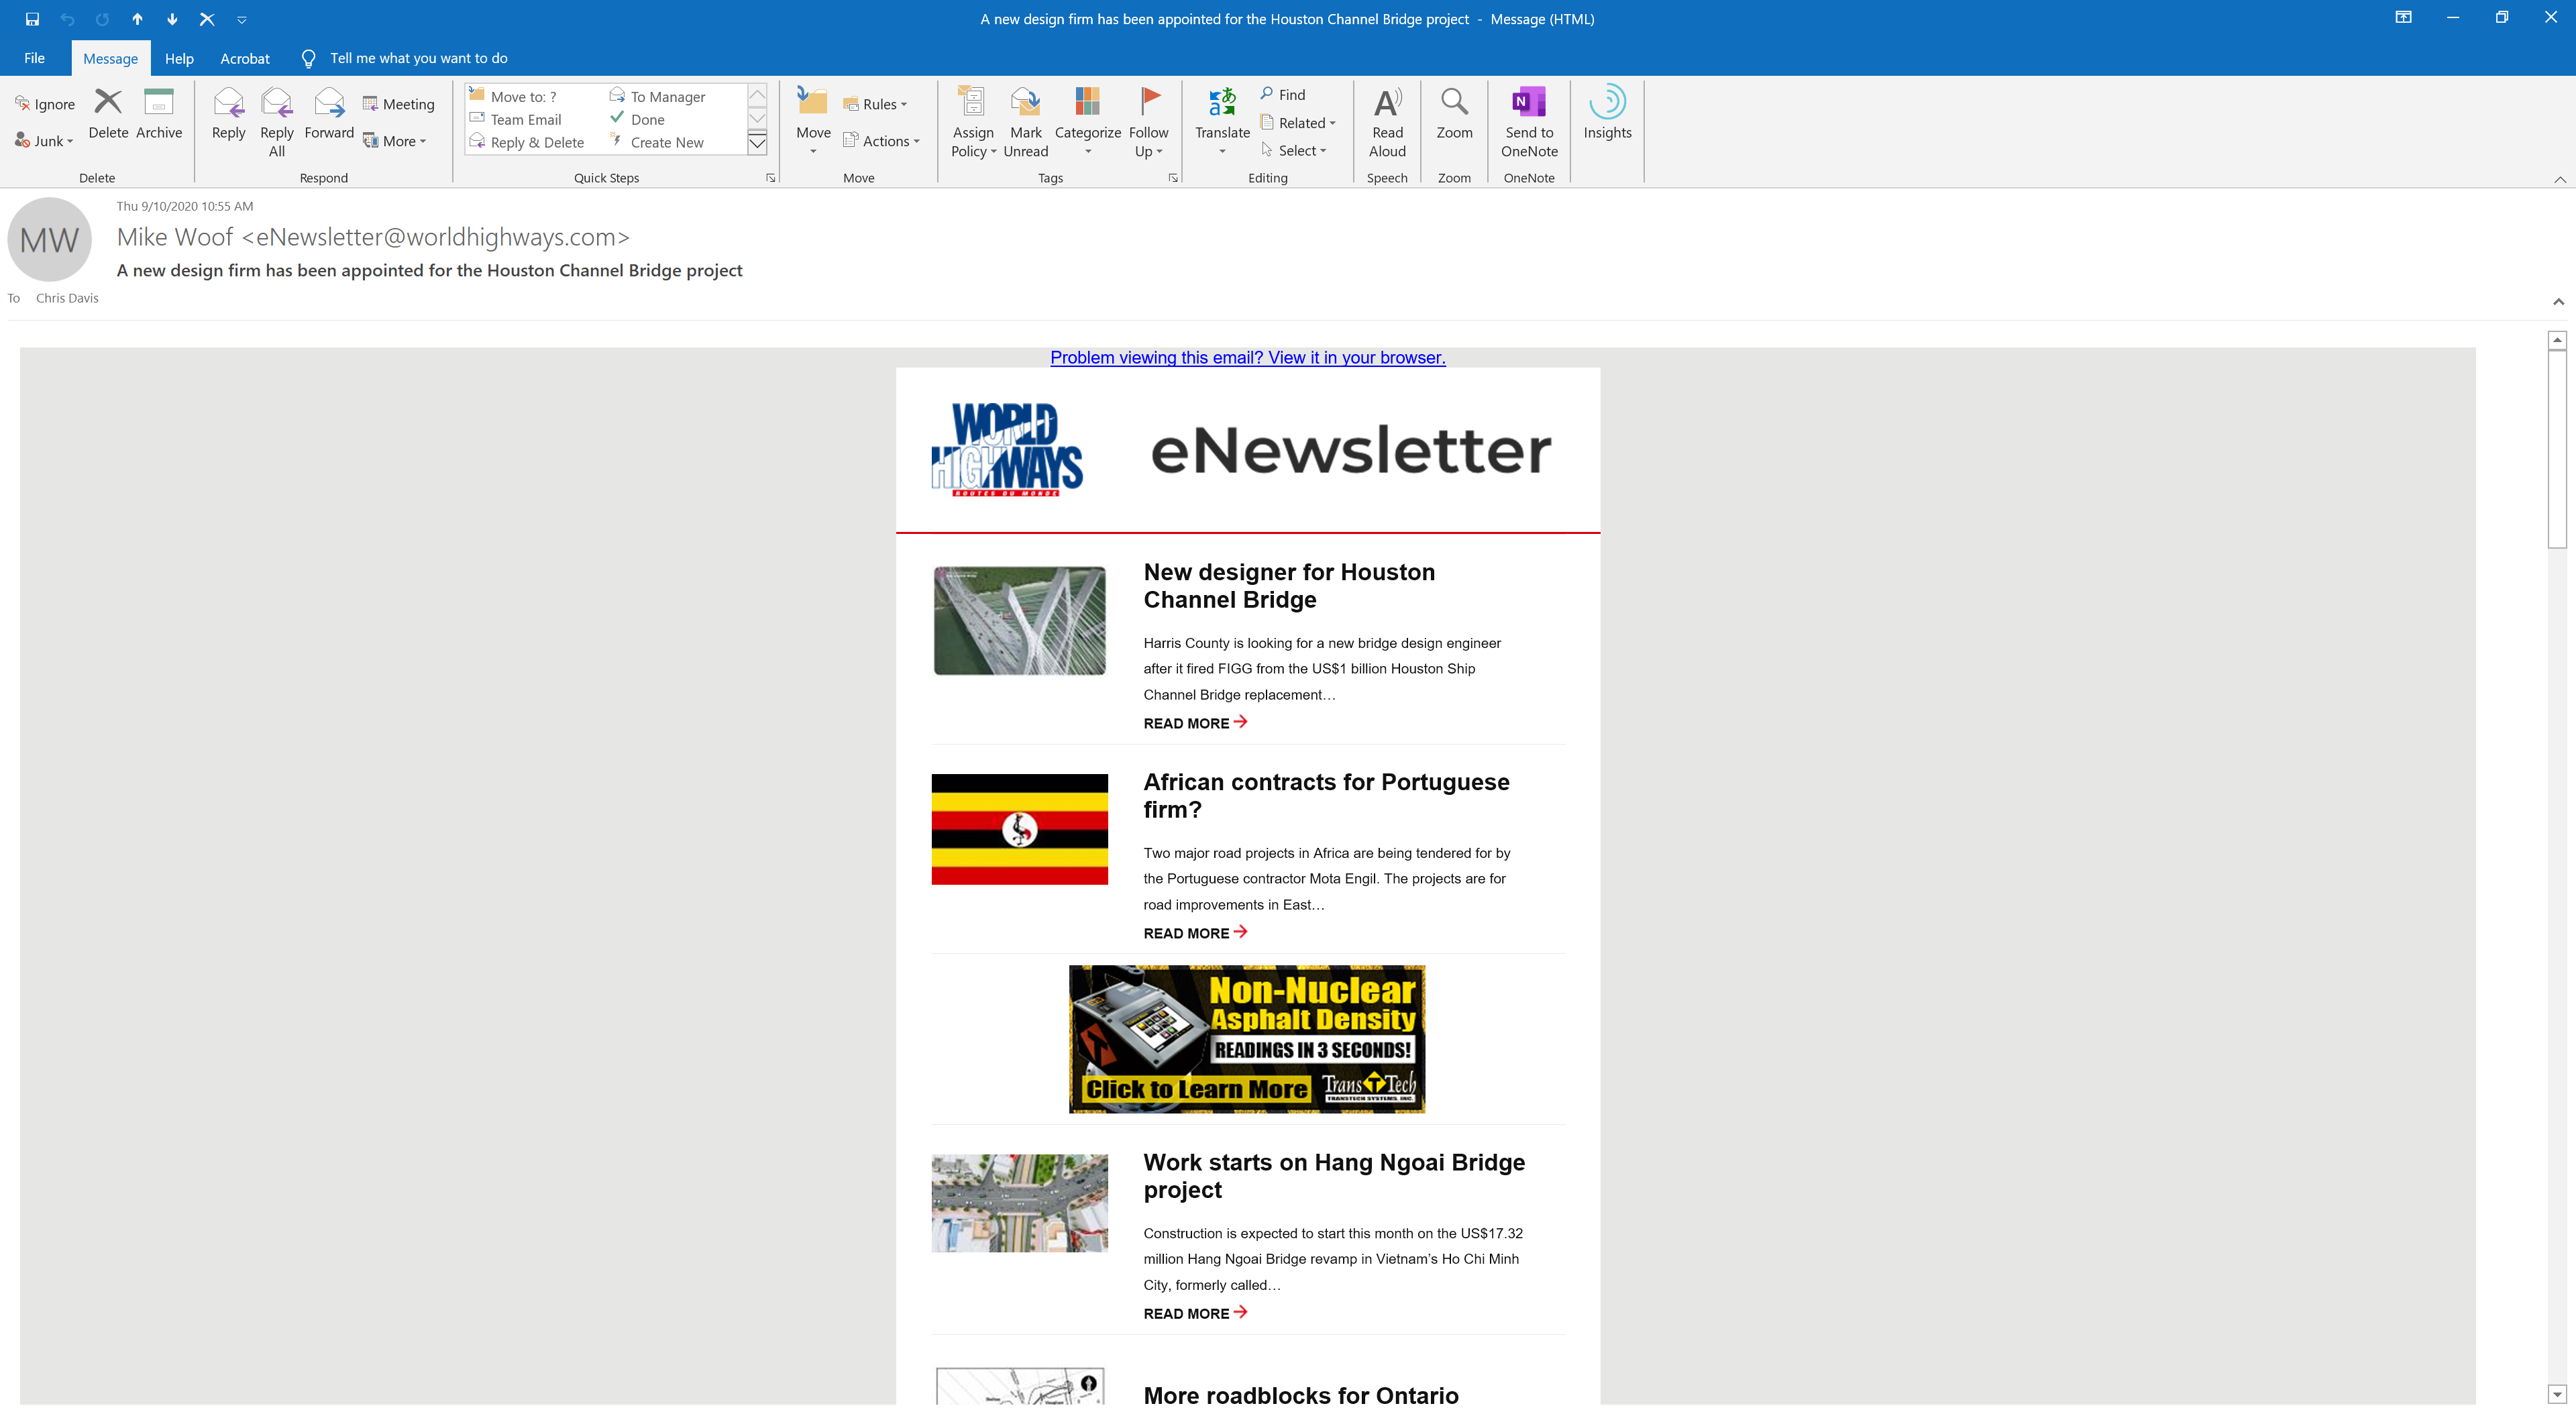 A new design firm has been appointed for the Houston Channel Bridge project - Message (HTML)
File Message Help Acrobat Tell me what you want to do
Ignore
Junk
Delete
Archive
Delete
Reply
Reply All
Forward
Meeting
More
Respond
Move to: ?
To Manager
Team Email
Done
Reply & Delete
Create New
Quick Steps
Move
Rules
Actions
Move
Assign Policy
Mark Unread
Categorize
Follow Up
Tags
Translate
Find
Related
Select
Editing
Read Aloud
Speech
Zoom
Zoom
Send to OneNote
OneNote
Insights
MW
Thu 9/10/2020 10:55 AM
Mike Woof <eNewsletter@worldhighways.com>
A new design firm has been appointed for the Houston Channel Bridge project
To Chris Davis
Problem viewing this email? View it in your browser.
WORLD
HIGHWAYS
ROUTES DU MONDE
eNewsletter
New designer for Houston
Channel Bridge
Harris County is looking for a new bridge design engineer
after it fired FIGG from the US$1 billion Houston Ship
Channel Bridge replacement…
READ MORE
African contracts for Portuguese
firm?
Two major road projects in Africa are being tendered for by
the Portuguese contractor Mota Engil. The projects are for
road improvements in East…
READ MORE
Non-Nuclear
Asphalt Density
READINGS IN 3 SECONDS!
Click to Learn More
TransTech
TRANSTECH SYSTEMS, INC.
Work starts on Hang Ngoai Bridge
project
Construction is expected to start this month on the US$17.32
million Hang Ngoai Bridge revamp in Vietnam's Ho Chi Minh
City, formerly called…
READ MORE
More roadblocks for Ontario